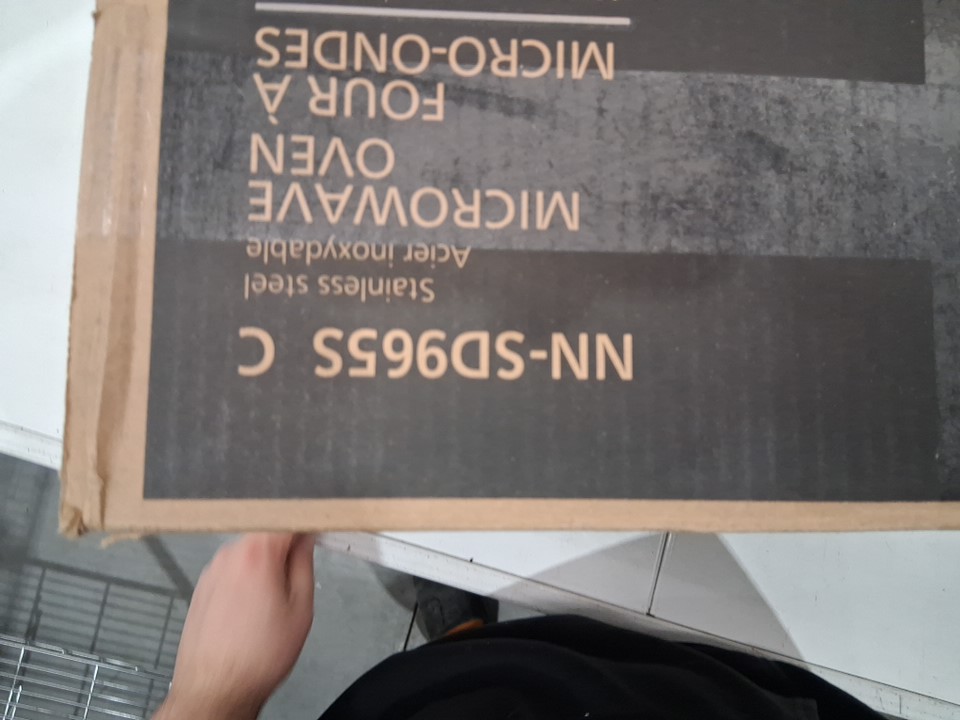 NN-SD965S C
Stainless steel
Acier inoxydable
MICROWAVE
OVEN
FOUR À
MICRO-ONDES